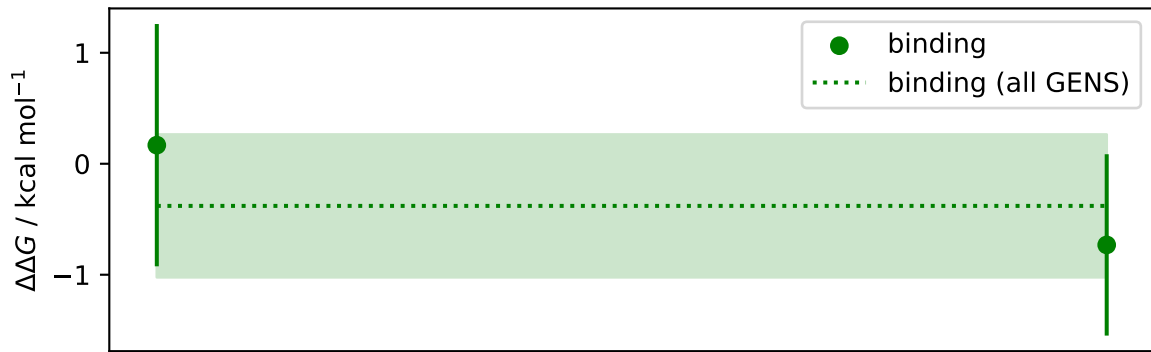 ΔΔG / kcal mol⁻¹
1
0
−1
binding
binding (all GENS)